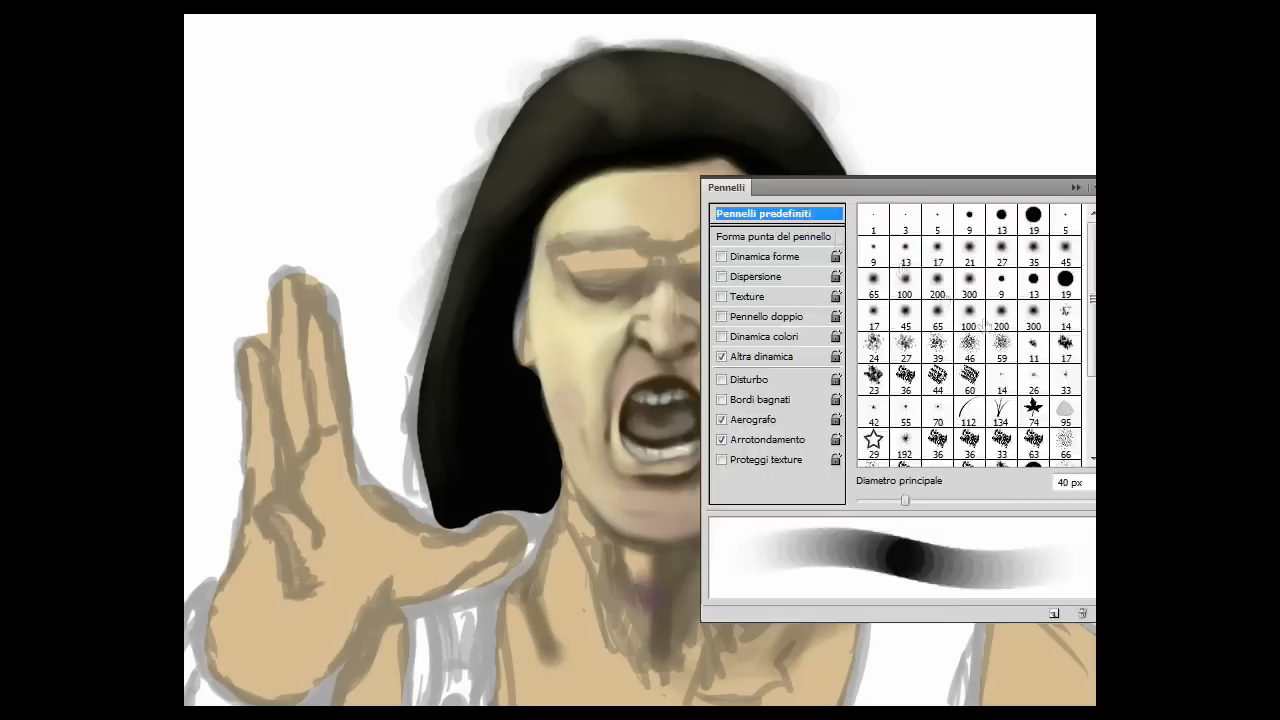 Pennelli
Pennelli predefiniti
Forma punta del pennello
Dinamica forme
Dispersione
Texture
Pennello doppio
Dinamica colori
Altra dinamica
Disturbo
Bordi bagnati
Aerografo
Arrotondamento
Proteggi texture
1 3 5 9 13 19 5
9 13 17 21 27 35 45
65 100 200 300 9 13 19
17 45 65 100 200 300 14
24 27 39 46 59 11 17
23 36 44 60 14 26 33
42 55 70 112 134 74 95
29 192 36 36 33 63 66
Diametro principale 40 px